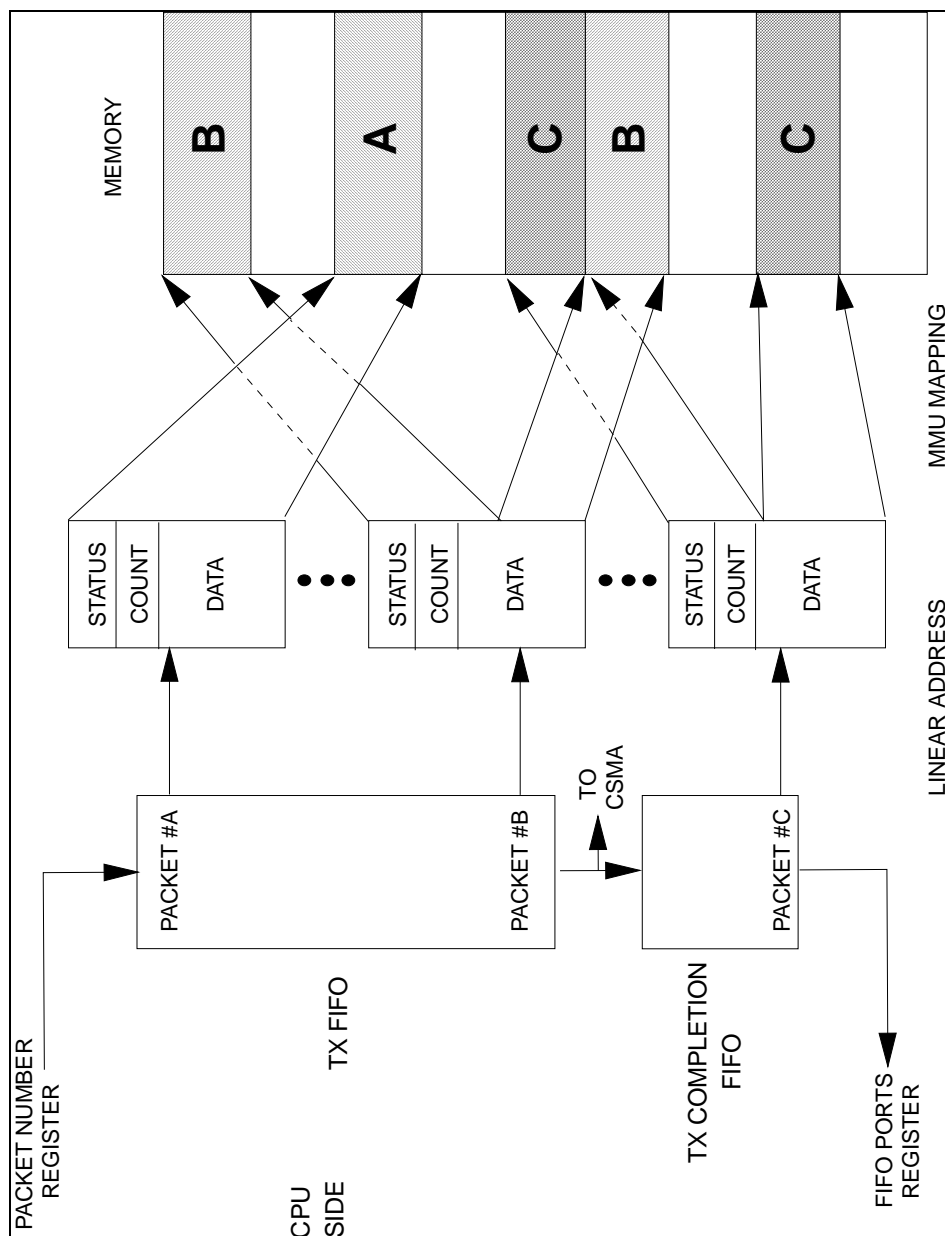 PACKET NUMBER
REGISTER
CPU
SIDE
TX FIFO
PACKET #A
PACKET #B
TO
CSMA
TX COMPLETION
FIFO
PACKET #C
FIFO PORTS
REGISTER
STATUS
COUNT
DATA
STATUS
COUNT
DATA
STATUS
COUNT
DATA
LINEAR ADDRESS
MMU MAPPING
MEMORY
B
A
C
B
C